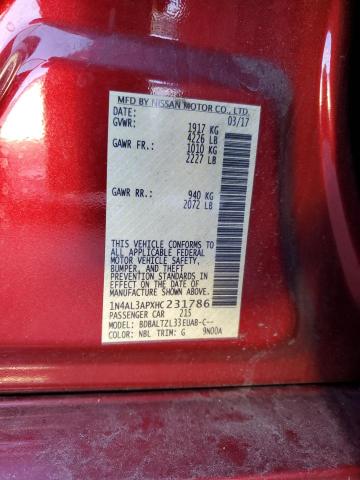 MFD BY NISSAN MOTOR CO., LTD.
DATE: 03/17
GVWR: 1917 KG
4226 LB
GAWR FR.: 1010 KG
2227 LB
GAWR RR.: 940 KG
2072 LB
THIS VEHICLE CONFORMS TO
ALL APPLICABLE FEDERAL
MOTOR VEHICLE SAFETY,
BUMPER, AND THEFT
PREVENTION STANDARDS IN
EFFECT ON THE DATE OF
MANUFACTURE SHOWN ABOVE.
1N4AL3APXHC231786
PASSENGER CAR 215
MODEL: BDBALTZL33EUAB-C--
COLOR: NBL TRIM: G 9N00A